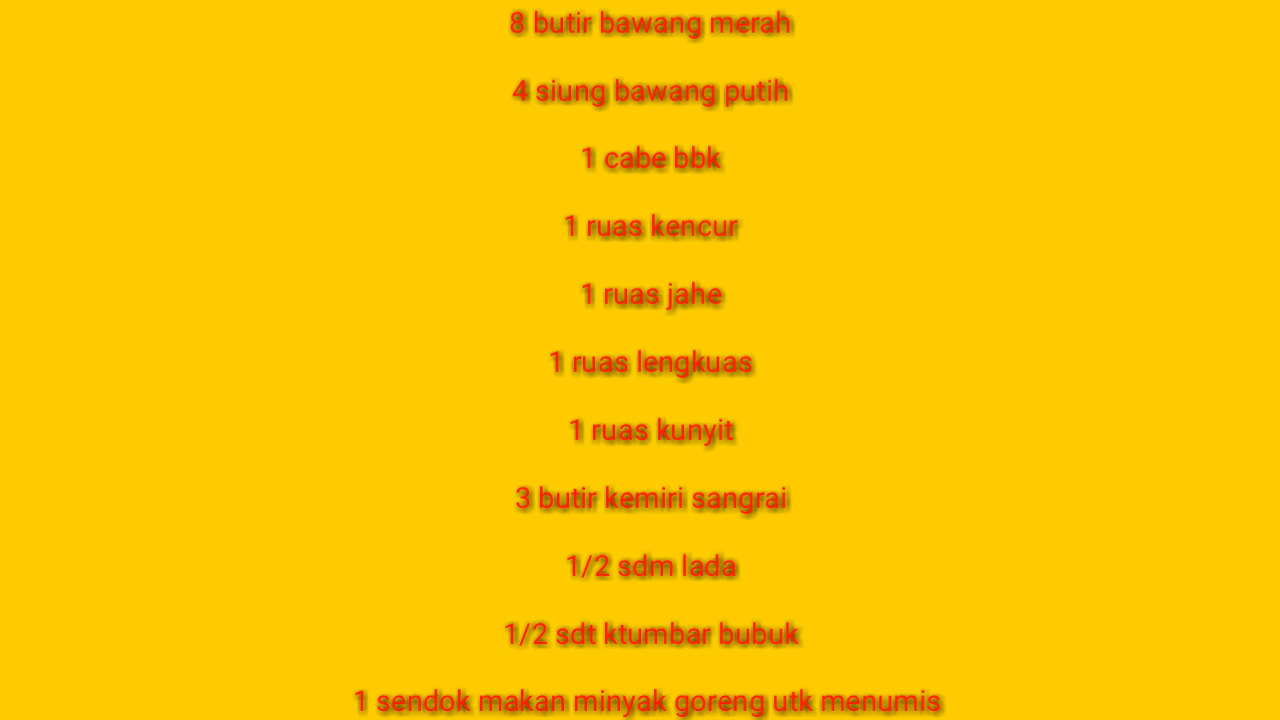 8 butir bawang merah
4 siung bawang putih
1 cabe bbk
1 ruas kencur
1 ruas jahe
1 ruas lengkuas
1 ruas kunyit
3 butir kemiri sangrai
1/2 sdm lada
1/2 sdt ktumbar bubuk
1 sendok makan minyak goreng utk menumis